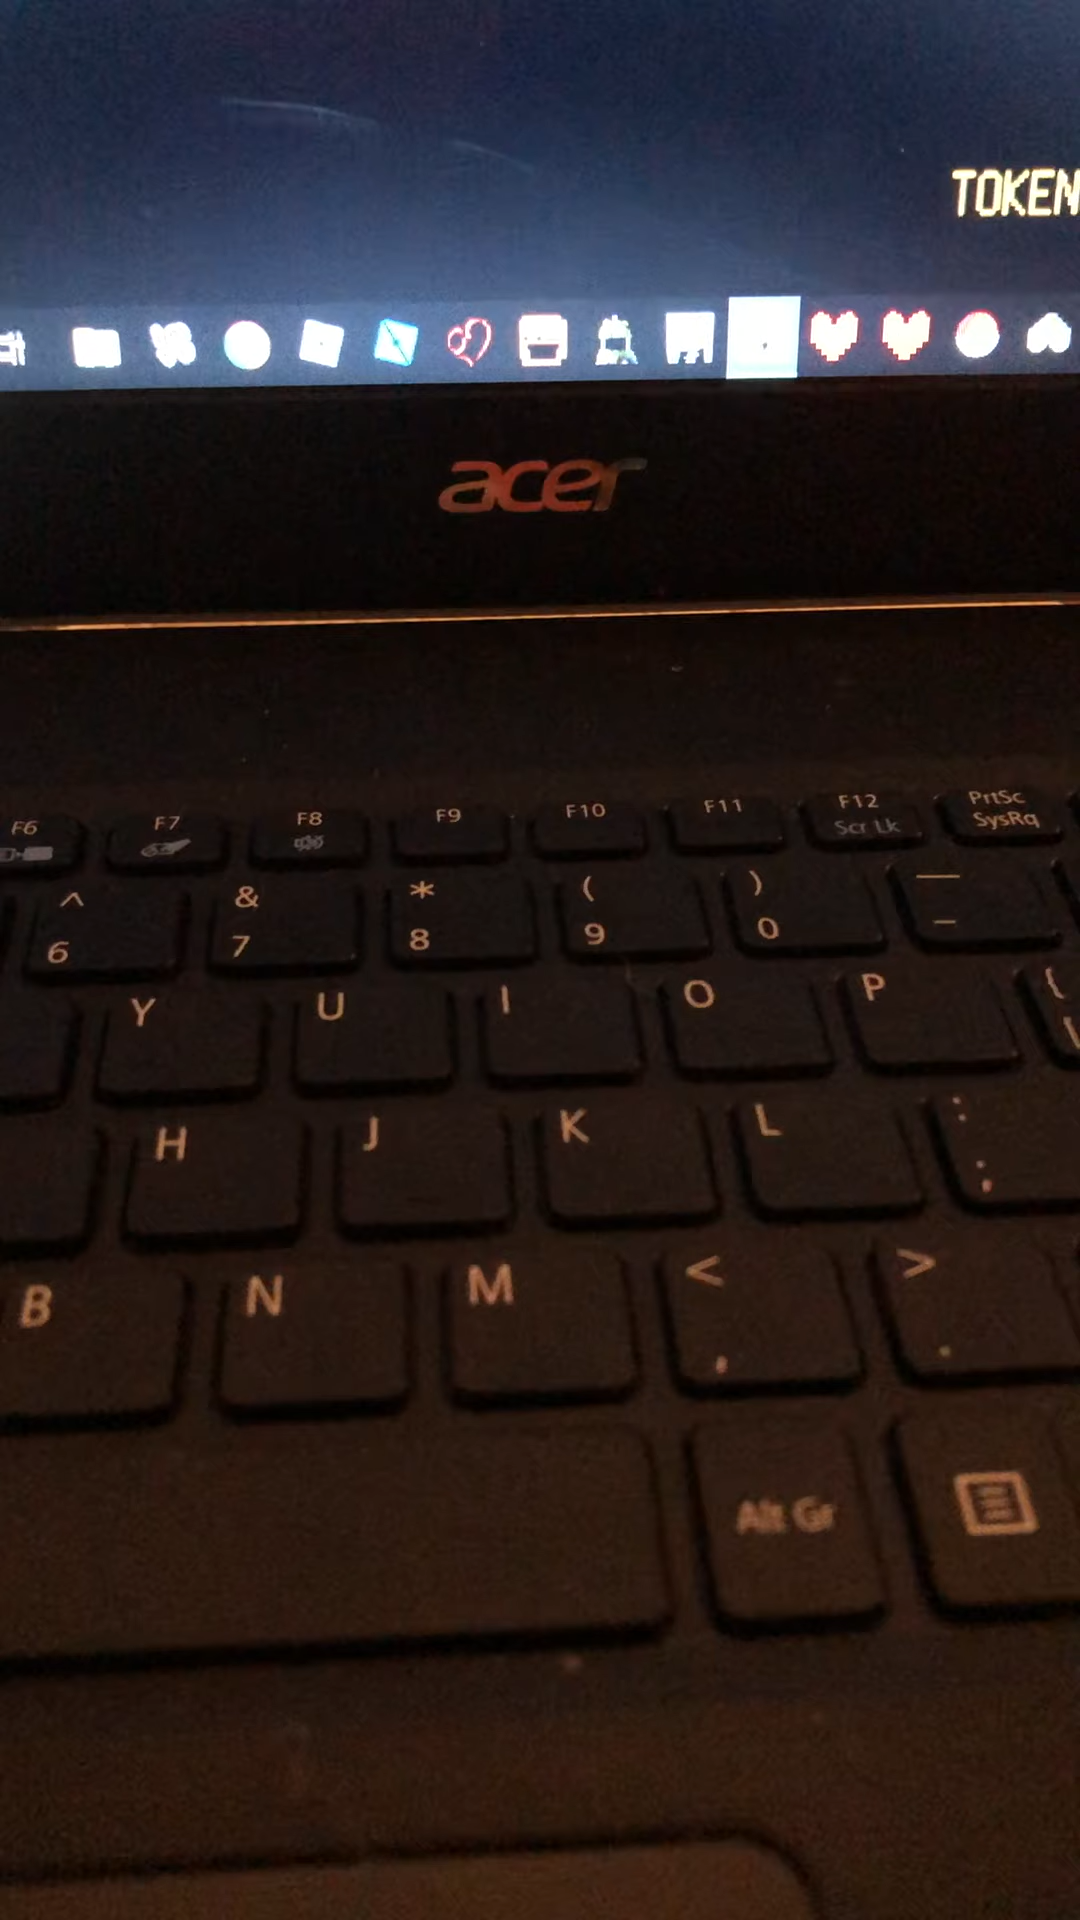 TOKEN
acer
F6 F7 F8 F9 F10 F11 F12 PrtSc
Scr Lk SysRq
^ & * ( ) —
6 7 8 9 0 -
Y U I O P {
[
H J K L :
;
B N M < >
, .
Alt Gr